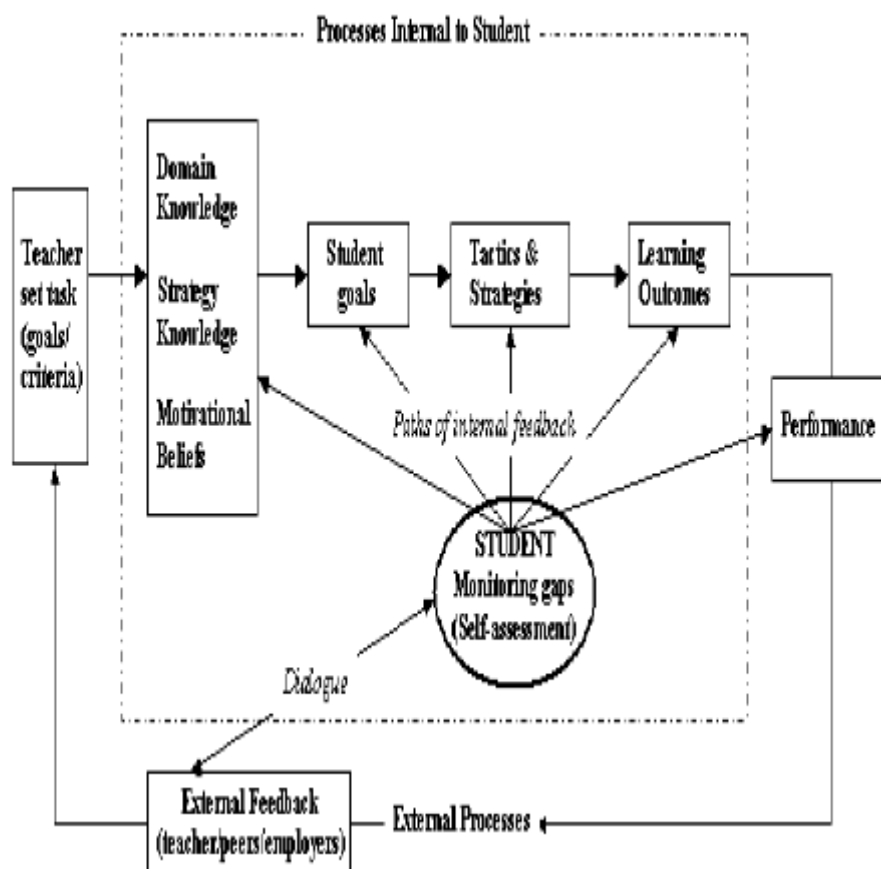 Processes Internal to Student
Teacher
set task
(goals/
criteria)
Domain
Knowledge
Strategy
Knowledge
Motivational
Beliefs
Student
goals
Tactics &
Strategies
Learning
Outcomes
Paths of internal feedback
Performance
STUDENT
Monitoring gaps
(Self-assessment)
Dialogue
External Feedback
(teacher/peers/employers)
External Processes